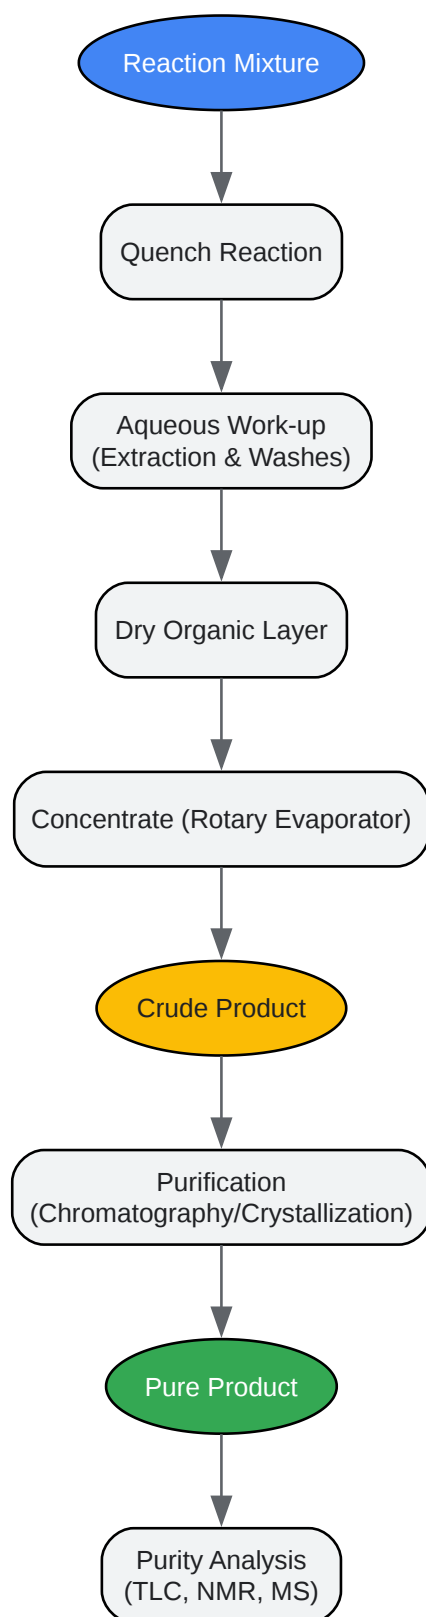 Reaction Mixture
Quench Reaction
Aqueous Work-up
(Extraction & Washes)
Dry Organic Layer
Concentrate (Rotary Evaporator)
Crude Product
Purification
(Chromatography/Crystallization)
Pure Product
Purity Analysis
(TLC, NMR, MS)